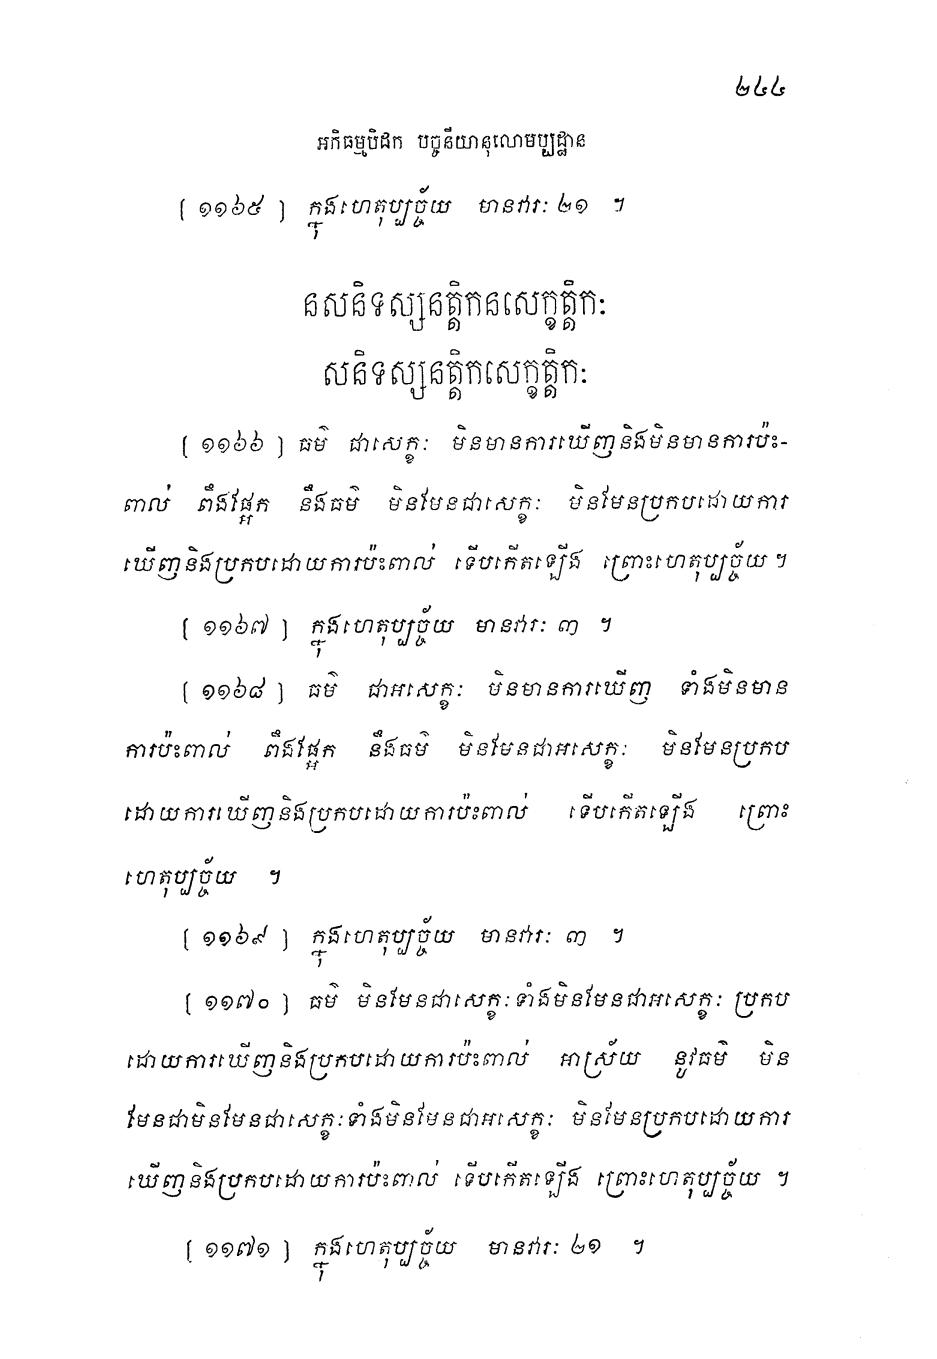 ២៤៤
អភិធម្មបិដក បច្ចនីយានុលោមប្បដ្ឋាន
[ ១១៦៥ ] ក្នុងហេតុប្បច្ច័យ មានវារៈ ២១ ។
នសនិទស្សនត្តិកនសេក្ខត្តិកៈ
សនិទស្សនត្តិកសេក្ខត្តិកៈ
[ ១១៦៦ ] ធម៌ ជាសេក្ខៈ មិនមានការឃើញនិងមិនមានការប៉ះ-
ពាល់ ពឹងផ្អែក នឹងធម៌ មិនមែនជាសេក្ខៈ មិនមែនប្រកបដោយការ
ឃើញនិងប្រកបដោយការប៉ះពាល់ ទើបកើតឡើង ព្រោះហេតុប្បច្ច័យ ។
[ ១១៦៧ ] ក្នុងហេតុប្បច្ច័យ មានវារៈ ៣ ។
[ ១១៦៨ ] ធម៌ ជាអសេក្ខៈ មិនមានការឃើញ ទាំងមិនមាន
ការប៉ះពាល់ ពឹងផ្អែក នឹងធម៌ មិនមែនជាអសេក្ខៈ មិនមែនប្រកប
ដោយការឃើញនិងប្រកបដោយការប៉ះពាល់ ទើបកើតឡើង ព្រោះ
ហេតុប្បច្ច័យ ។
[ ១១៦៩ ] ក្នុងហេតុប្បច្ច័យ មានវារៈ ៣ ។
[ ១១៧០ ] ធម៌ មិនមែនជាសេក្ខៈទាំងមិនមែនជាអសេក្ខៈ ប្រកប
ដោយការឃើញនិងប្រកបដោយការប៉ះពាល់ អាស្រ័យ នូវធម៌ មិន
មែនជាមិនមែនជាសេក្ខៈទាំងមិនមែនជាអសេក្ខៈ មិនមែនប្រកបដោយការ
ឃើញនិងប្រកបដោយការប៉ះពាល់ ទើបកើតឡើង ព្រោះហេតុប្បច្ច័យ ។
[ ១១៧១ ] ក្នុងហេតុប្បច្ច័យ មានវារៈ ២១ ។